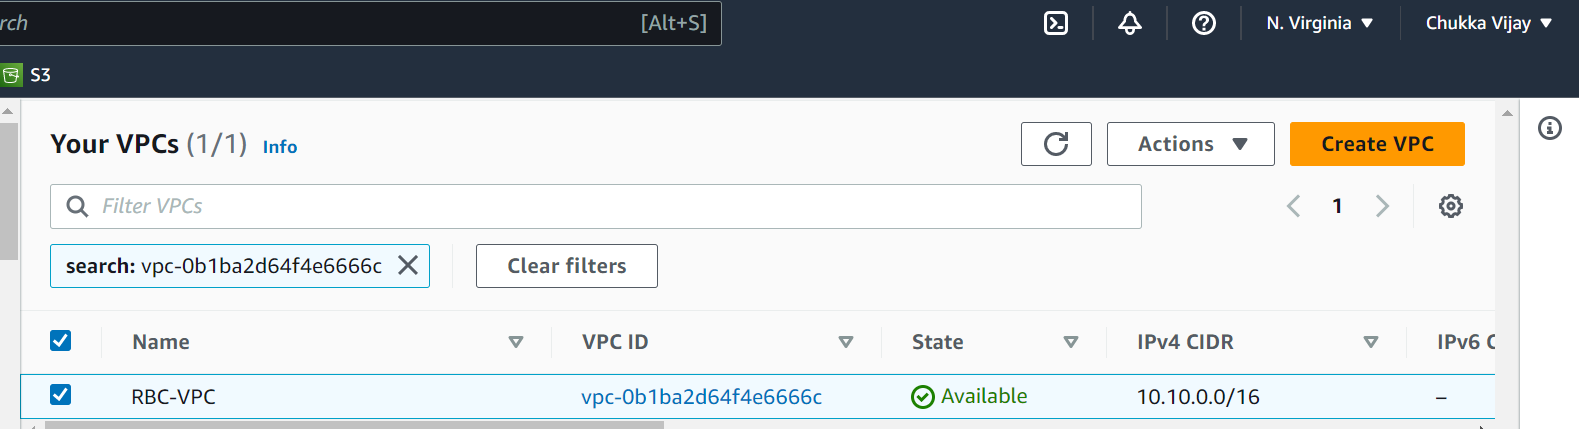 rch [Alt+S] N. Virginia Chukka Vijay
S3
Your VPCs (1/1) Info Actions Create VPC
Filter VPCs 1
search: vpc-0b1ba2d64f4e6666c Clear filters
Name VPC ID State IPv4 CIDR IPv6 C
RBC-VPC vpc-0b1ba2d64f4e6666c Available 10.10.0.0/16 –